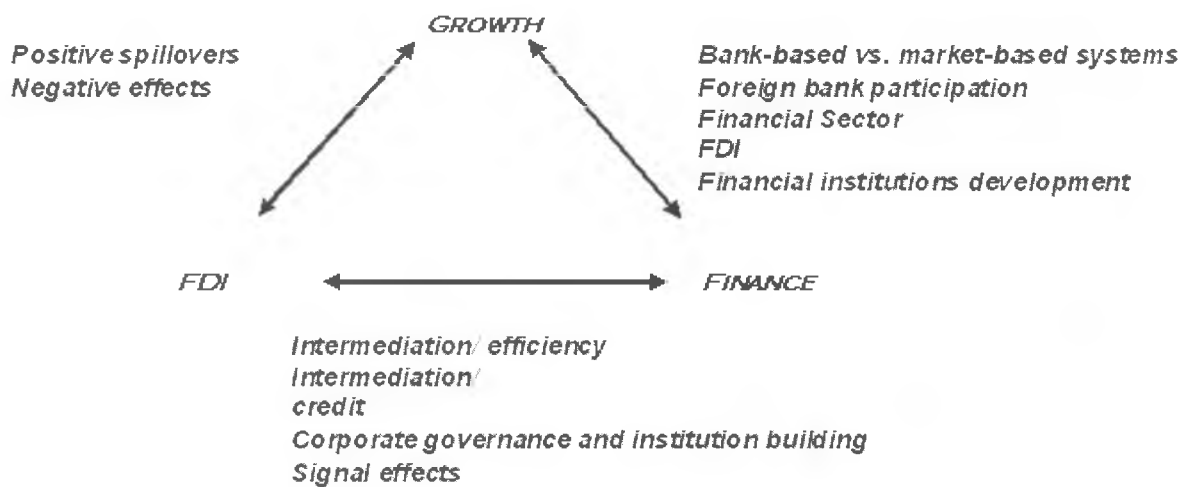 GROWTH
Positive spillovers
Negative effects
Bank-based vs. market-based systems
Foreign bank participation
Financial Sector
FDI
Financial institutions development
FDI
FINANCE
Intermediation/ efficiency
Intermediation/
credit
Corporate governance and institution building
Signal effects